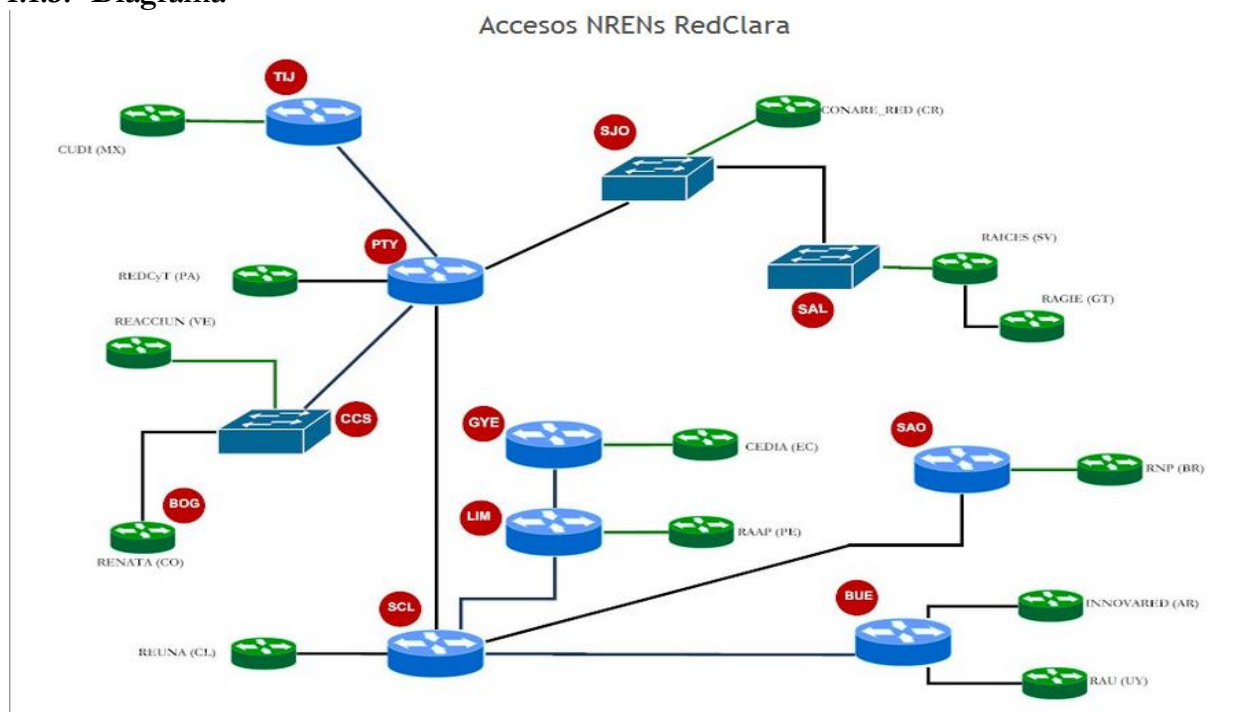 1.1.3. Diagrama
Accesos NRENs RedClara
TIJ
CUDI (MX)
SJO
CONARE_RED (CR)
PTY
REDCyT (PA)
RAICES (SV)
SAL
RAGIE (GT)
REACCIUN (VE)
CCS
GYE
CEDIA (EC)
SAO
RNP (BR)
BOG
RENATA (CO)
LIM
RAAP (PE)
SCL
REUNA (CL)
BUE
INNOVARED (AR)
RAU (UY)